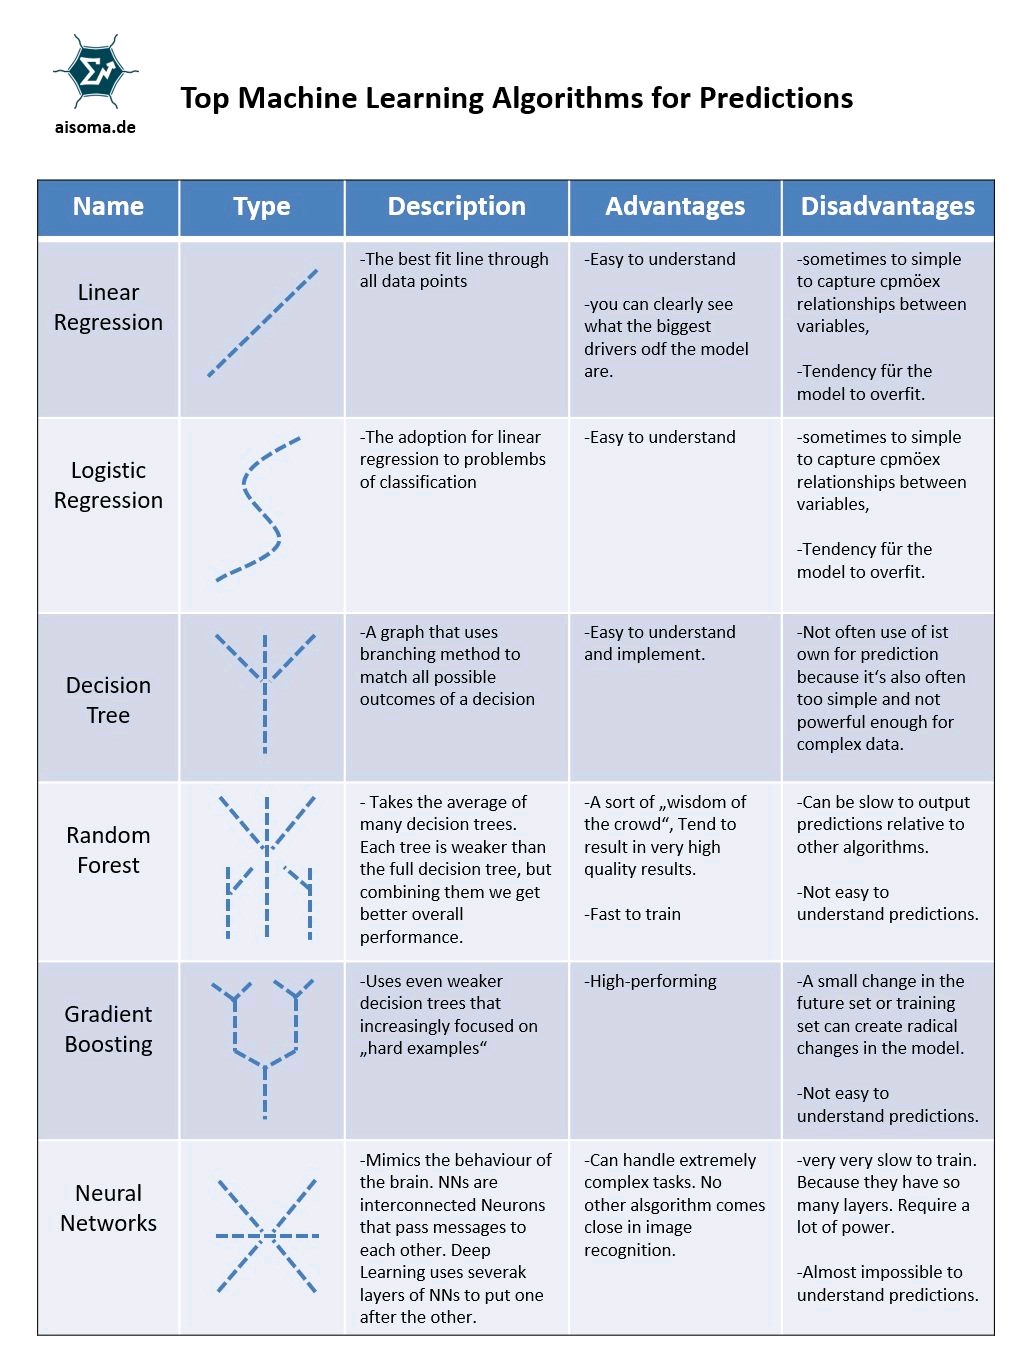 aisoma.de
Top Machine Learning Algorithms for Predictions
Name
Type
Description
Advantages
Disadvantages
Linear
Regression
-The best fit line through
all data points
-Easy to understand
-you can clearly see
what the biggest
drivers odf the model
are.
-sometimes to simple
to capture cpmöex
relationships between
variables,
-Tendency für the
model to overfit.
Logistic
Regression
-The adoption for linear
regression to problembs
of classification
-Easy to understand
-sometimes to simple
to capture cpmöex
relationships between
variables,
-Tendency für the
model to overfit.
Decision
Tree
-A graph that uses
branching method to
match all possible
outcomes of a decision
-Easy to understand
and implement.
-Not often use of ist
own for prediction
because it‘s also often
too simple and not
powerful enough for
complex data.
Random
Forest
- Takes the average of
many decision trees.
Each tree is weaker than
the full decision tree, but
combining them we get
better overall
performance.
-A sort of „wisdom of
the crowd“, Tend to
result in very high
quality results.
-Fast to train
-Can be slow to output
predictions relative to
other algorithms.
-Not easy to
understand predictions.
Gradient
Boosting
-Uses even weaker
decision trees that
increasingly focused on
„hard examples“
-High-performing
-A small change in the
future set or training
set can create radical
changes in the model.
-Not easy to
understand predictions.
Neural
Networks
-Mimics the behaviour of
the brain. NNs are
interconnected Neurons
that pass messages to
each other. Deep
Learning uses severak
layers of NNs to put one
after the other.
-Can handle extremely
complex tasks. No
other alsgorithm comes
close in image
recognition.
-very very slow to train.
Because they have so
many layers. Require a
lot of power.
-Almost impossible to
understand predictions.